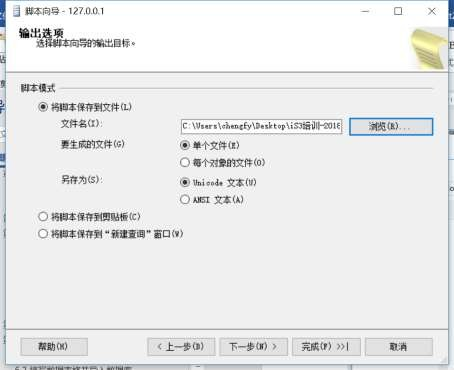 脚本向导 - 127.0.0.1
输出选项
选择脚本向导的输出目标。
脚本模式
将脚本保存到文件(L)
文件名(I):
C:\Users\chengfy\Desktop\iS3培训-2016
浏览(R)...
要生成的文件(G)
单个文件(E)
每个对象的文件(O)
另存为(S):
Unicode 文本(U)
ANSI 文本(A)
将脚本保存到剪贴板(C)
将脚本保存到“新建查询”窗口(W)
帮助(H)
< 上一步(B)
下一步(N) >
完成(F) >>|
取消